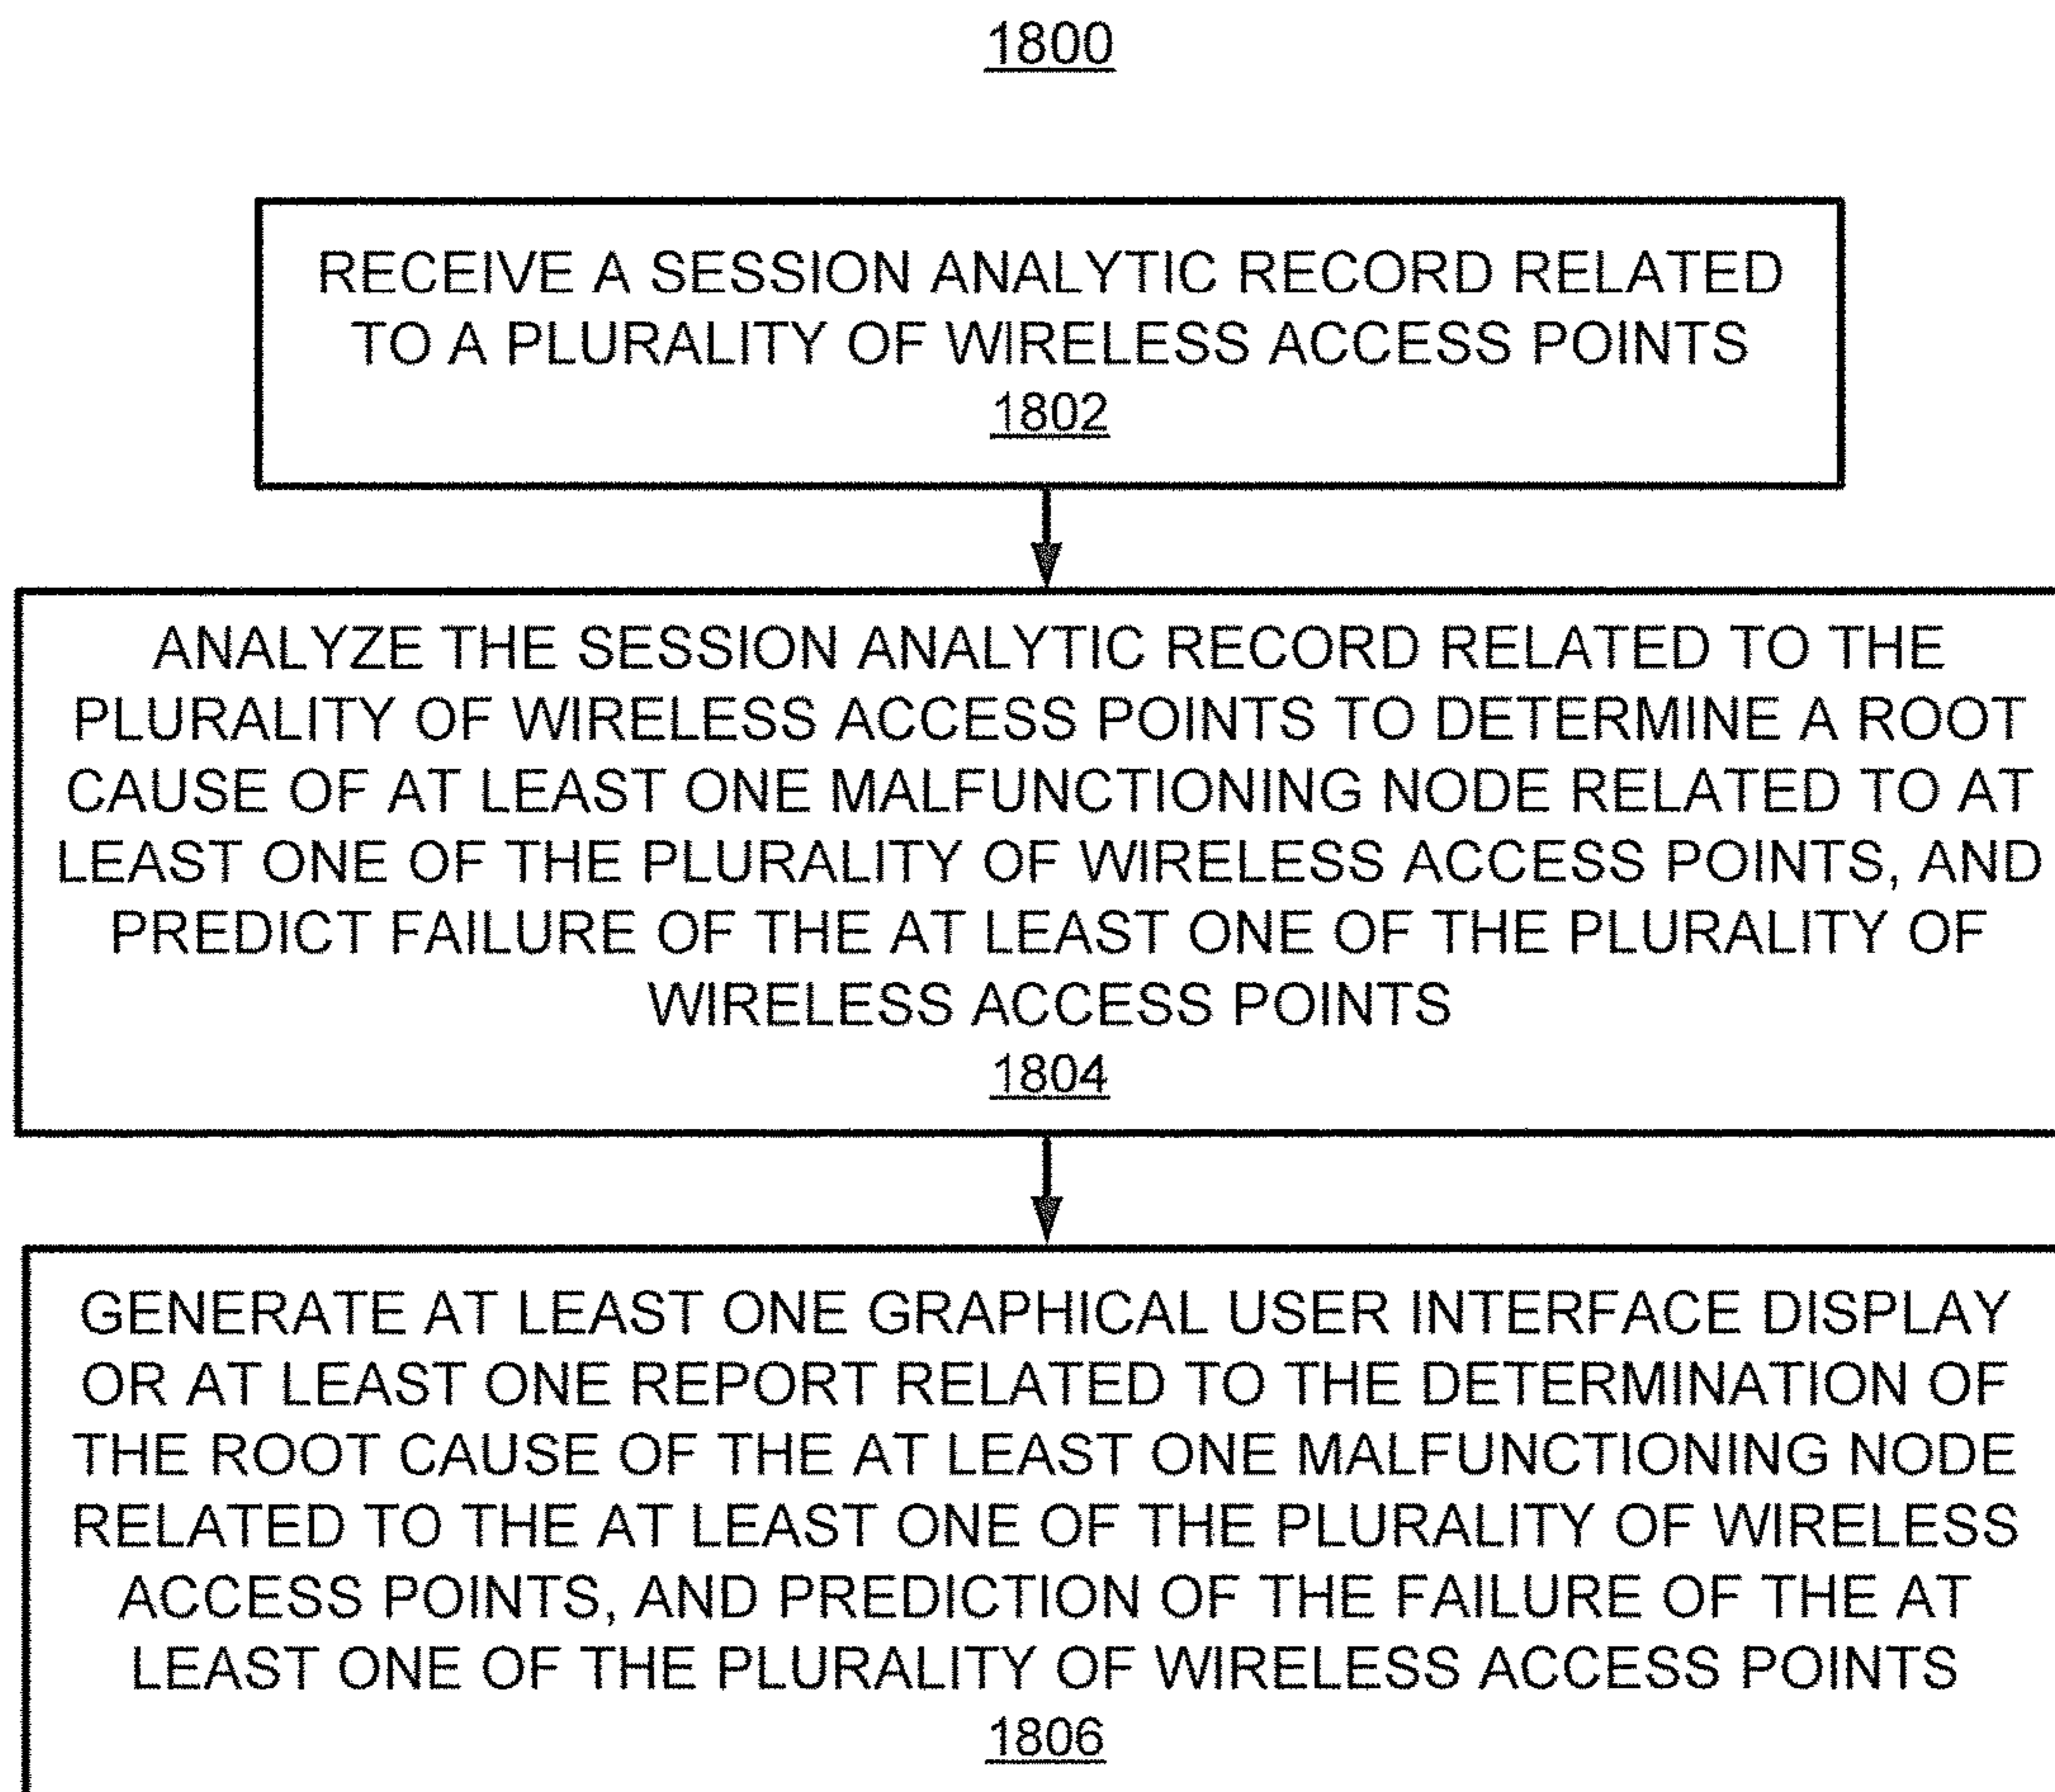 1800
RECEIVE A SESSION ANALYTIC RECORD RELATED
TO A PLURALITY OF WIRELESS ACCESS POINTS
1802
ANALYZE THE SESSION ANALYTIC RECORD RELATED TO THE
PLURALITY OF WIRELESS ACCESS POINTS TO DETERMINE A ROOT
CAUSE OF AT LEAST ONE MALFUNCTIONING NODE RELATED TO AT
LEAST ONE OF THE PLURALITY OF WIRELESS ACCESS POINTS, AND
PREDICT FAILURE OF THE AT LEAST ONE OF THE PLURALITY OF
WIRELESS ACCESS POINTS
1804
GENERATE AT LEAST ONE GRAPHICAL USER INTERFACE DISPLAY
OR AT LEAST ONE REPORT RELATED TO THE DETERMINATION OF
THE ROOT CAUSE OF THE AT LEAST ONE MALFUNCTIONING NODE
RELATED TO THE AT LEAST ONE OF THE PLURALITY OF WIRELESS
ACCESS POINTS, AND PREDICTION OF THE FAILURE OF THE AT
LEAST ONE OF THE PLURALITY OF WIRELESS ACCESS POINTS
1806